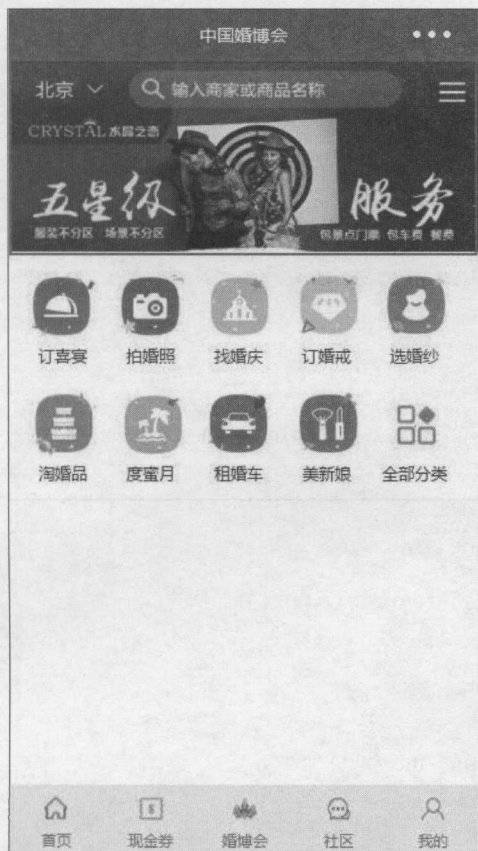 中国婚博会
北京 输入商家或商品名称
CRYSTAL 水晶之恋
五星级 服务
服装不分区 场景不分区 包景点门票 包车费 餐费
订喜宴 拍婚照 找婚庆 订婚戒 选婚纱
淘婚品 度蜜月 租婚车 美新娘 全部分类
$
首页 现金券 婚博会 社区 我的